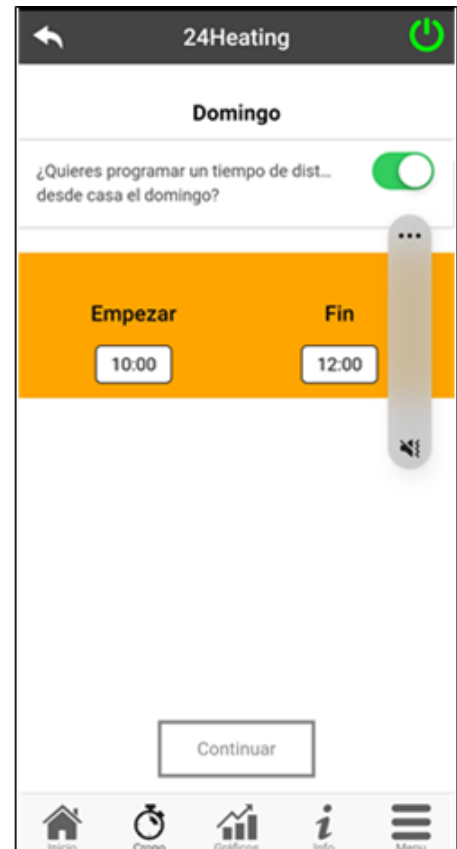 24Heating
Domingo
¿Quieres programar un tiempo de dist...
desde casa el domingo?
Empezar
Fin
10:00
12:00
Continuar
Inicio
Crono
Gráficos
Info
Menu